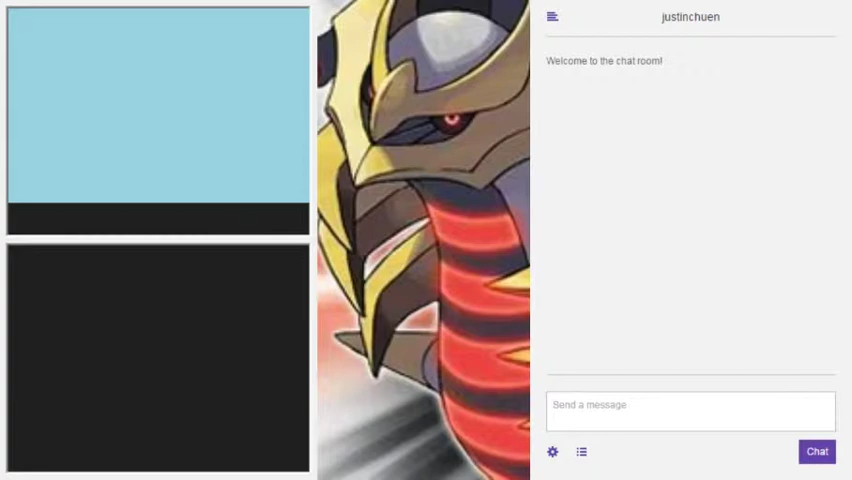 justinchuen
Welcome to the chat room!
Send a message
Chat